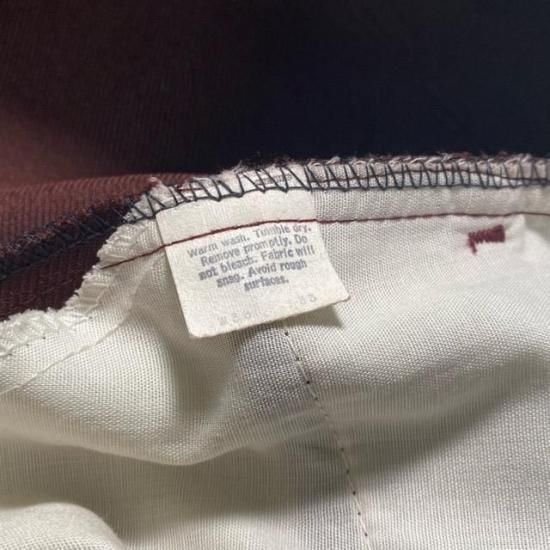 Warm wash. Tumble dry.
Remove promptly. Do
not bleach. Fabric will
snag. Avoid rough
surfaces.